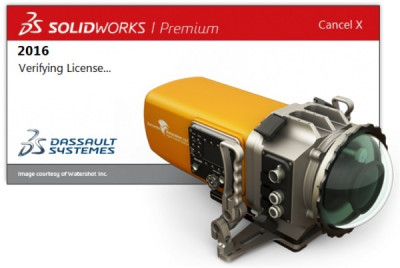 SOLIDWORKS | Premium
Cancel X
2016
Verifying License...
DASSAULT
SYSTEMES
Image courtesy of Watershot Inc.